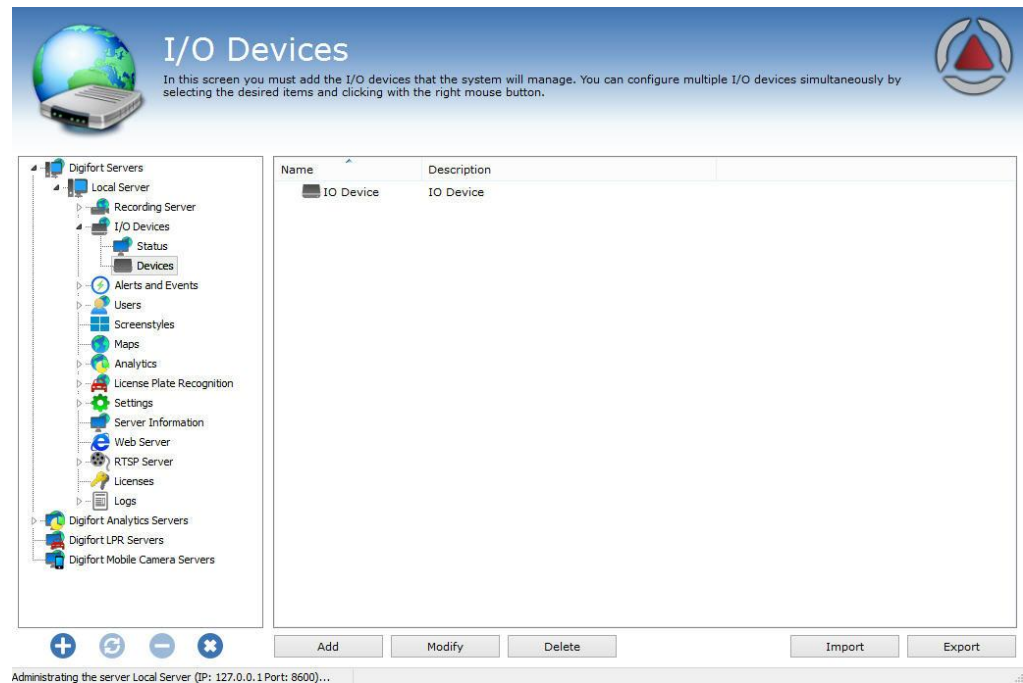 I/O Devices
In this screen you must add the I/O devices that the system will manage. You can configure multiple I/O devices simultaneously by
selecting the desired items and clicking with the right mouse button.
Digifort Servers
Local Server
Recording Server
I/O Devices
Status
Devices
Alerts and Events
Users
Screenstyles
Maps
Analytics
License Plate Recognition
Settings
Server Information
Web Server
RTSP Server
Licenses
Logs
Digifort Analytics Servers
Digifort LPR Servers
Digifort Mobile Camera Servers
Name Description
IO Device IO Device
Add Modify Delete Import Export
Administrating the server Local Server (IP: 127.0.0.1 Port: 8600)...